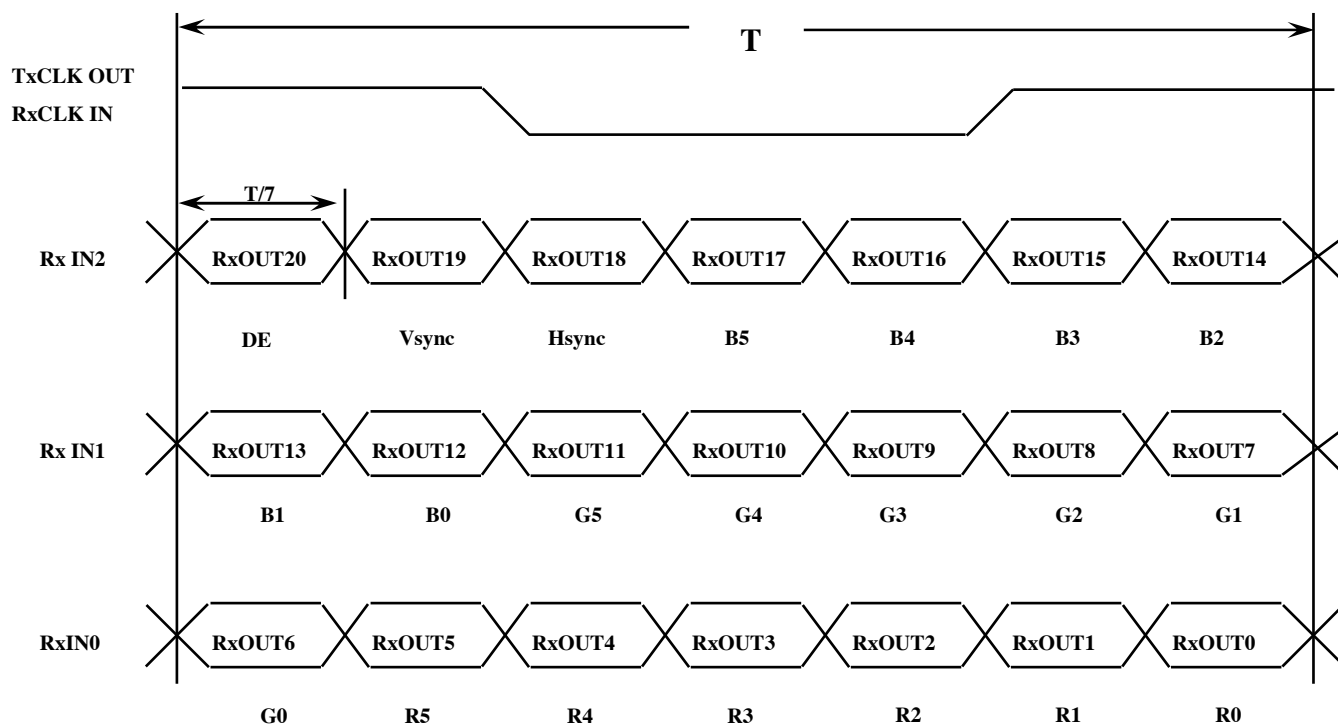 T
TxCLK OUT
RxCLK IN
T/7
Rx IN2 RxOUT20 RxOUT19 RxOUT18 RxOUT17 RxOUT16 RxOUT15 RxOUT14
DE Vsync Hsync B5 B4 B3 B2
Rx IN1 RxOUT13 RxOUT12 RxOUT11 RxOUT10 RxOUT9 RxOUT8 RxOUT7
B1 B0 G5 G4 G3 G2 G1
RxIN0 RxOUT6 RxOUT5 RxOUT4 RxOUT3 RxOUT2 RxOUT1 RxOUT0
G0 R5 R4 R3 R2 R1 R0